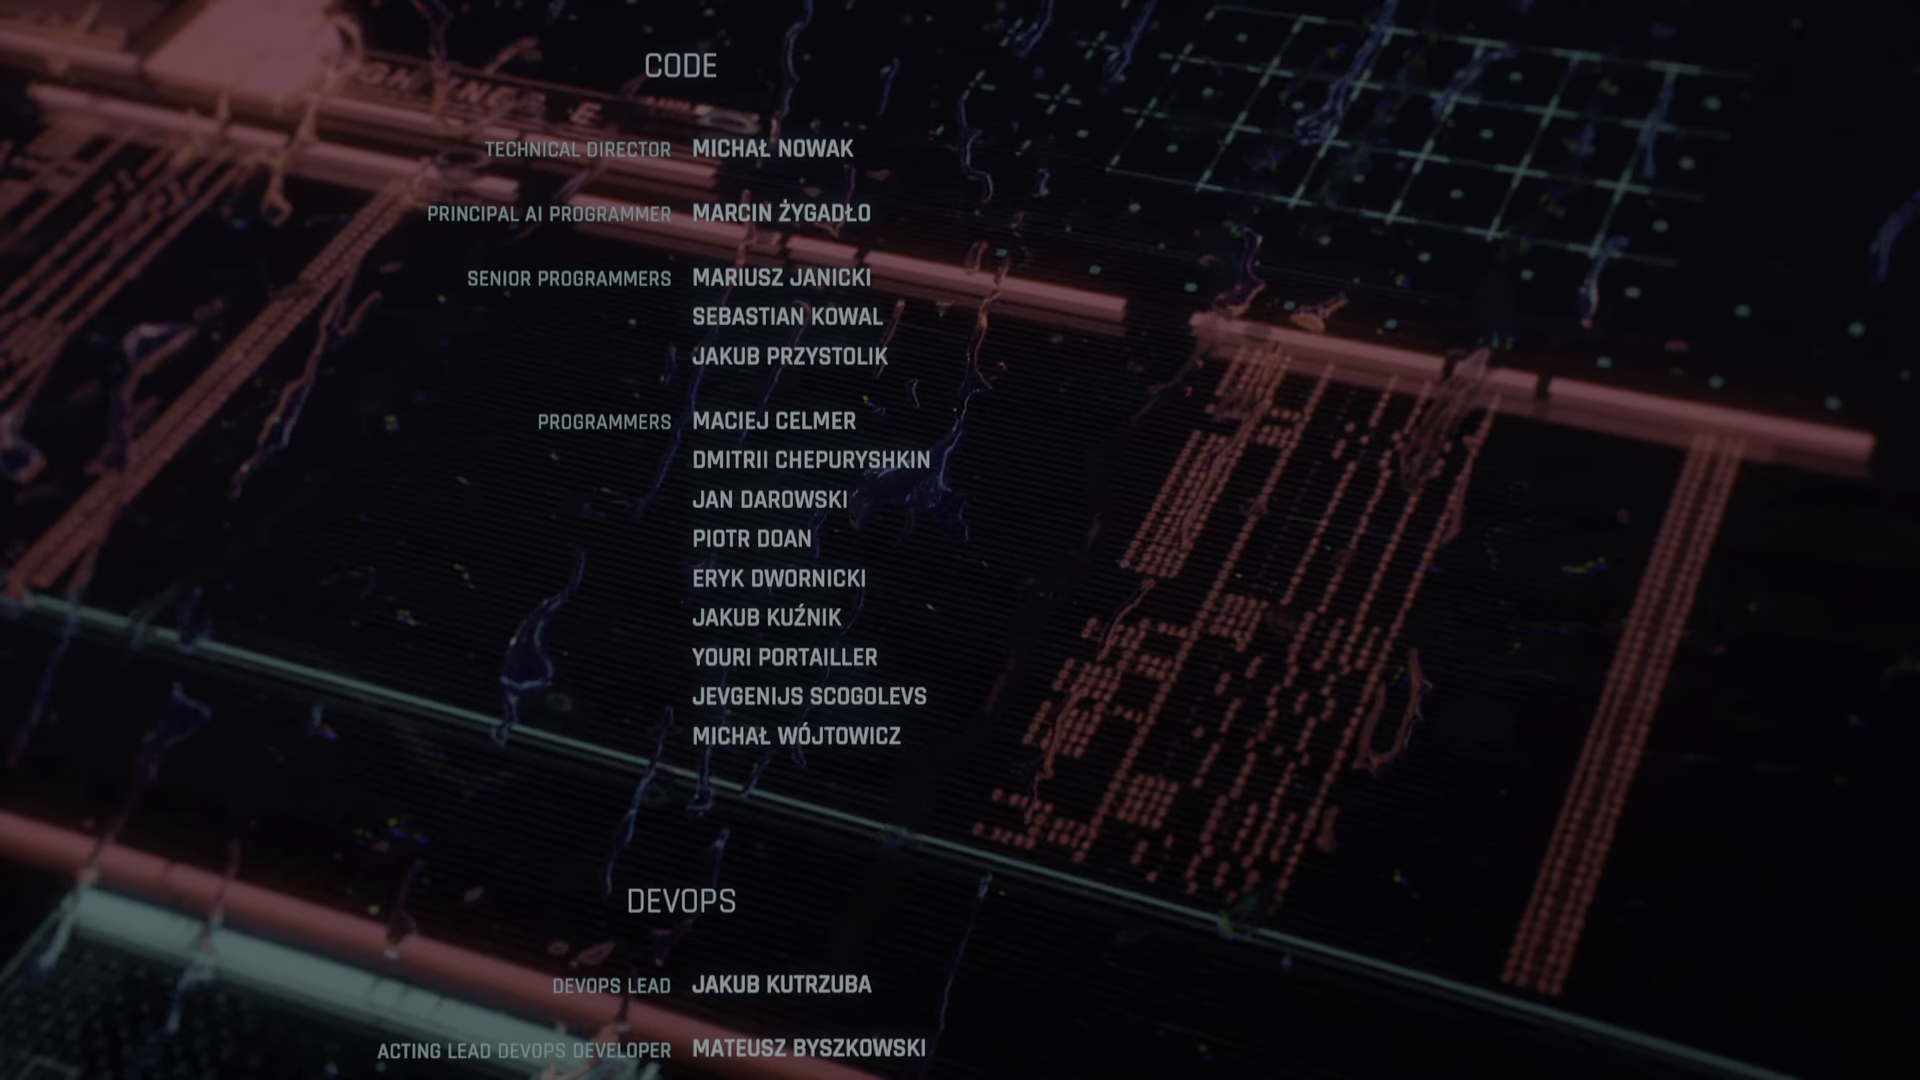 CODE
TECHNICAL DIRECTOR MICHAŁ NOWAK
PRINCIPAL AI PROGRAMMER MARCIN ŻYGADŁO
SENIOR PROGRAMMERS MARIUSZ JANICKI
SEBASTIAN KOWAL
JAKUB PRZYSTOLIK
PROGRAMMERS MACIEJ CELMER
DMITRII CHEPURYSHKIN
JAN DAROWSKI
PIOTR DOAN
ERYK DWORNICKI
JAKUB KUŹNIK
YOURI PORTAILLER
JEVGENIJS SCOGOLEVS
MICHAŁ WÓJTOWICZ
DEVOPS
DEVOPS LEAD JAKUB KUTRZUBA
ACTING LEAD DEVOPS DEVELOPER MATEUSZ BYSZKOWSKI